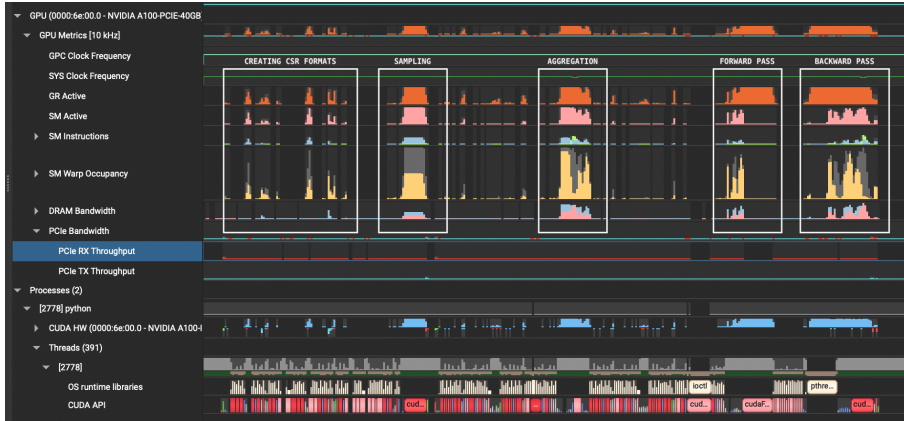 GPU (0000:6e:00.0 - NVIDIA A100-PCIE-40GB)
GPU Metrics [10 kHz]
GPC Clock Frequency
CREATING CSR FORMATS SAMPLING AGGREGATION FORWARD PASS BACKWARD PASS
SYS Clock Frequency
GR Active
SM Active
SM Instructions
SM Warp Occupancy
DRAM Bandwidth
PCIe Bandwidth
PCIe RX Throughput
PCIe TX Throughput
Processes (2)
[2778] python
CUDA HW (0000:6e:00.0 - NVIDIA A100-
Threads (391)
[2778]
OS runtime libraries ioctl pthre...
CUDA API cud... ... cud... cudaF... cud...